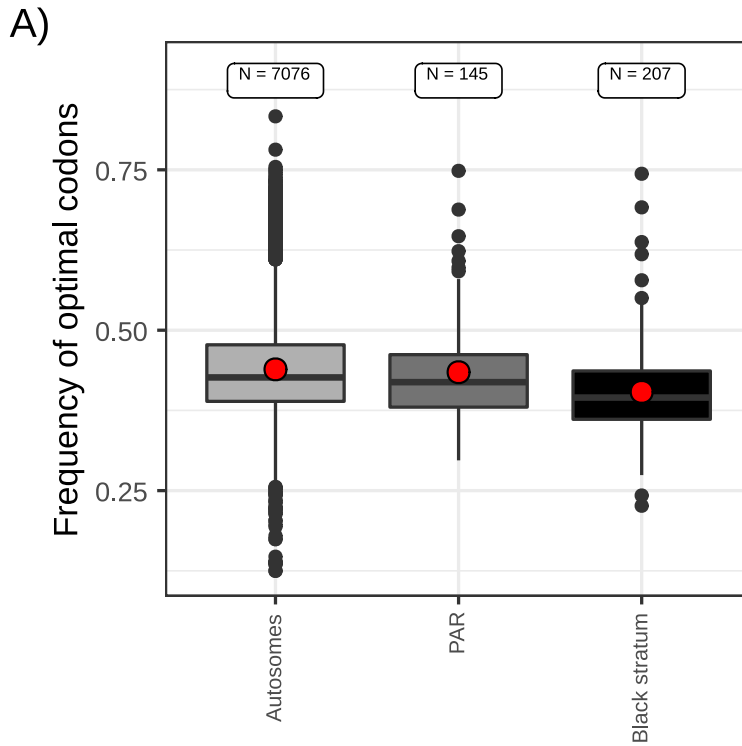 A)
N = 7076
N = 145
N = 207
Frequency of optimal codons
0.75
0.50
0.25
Autosomes
PAR
Black stratum